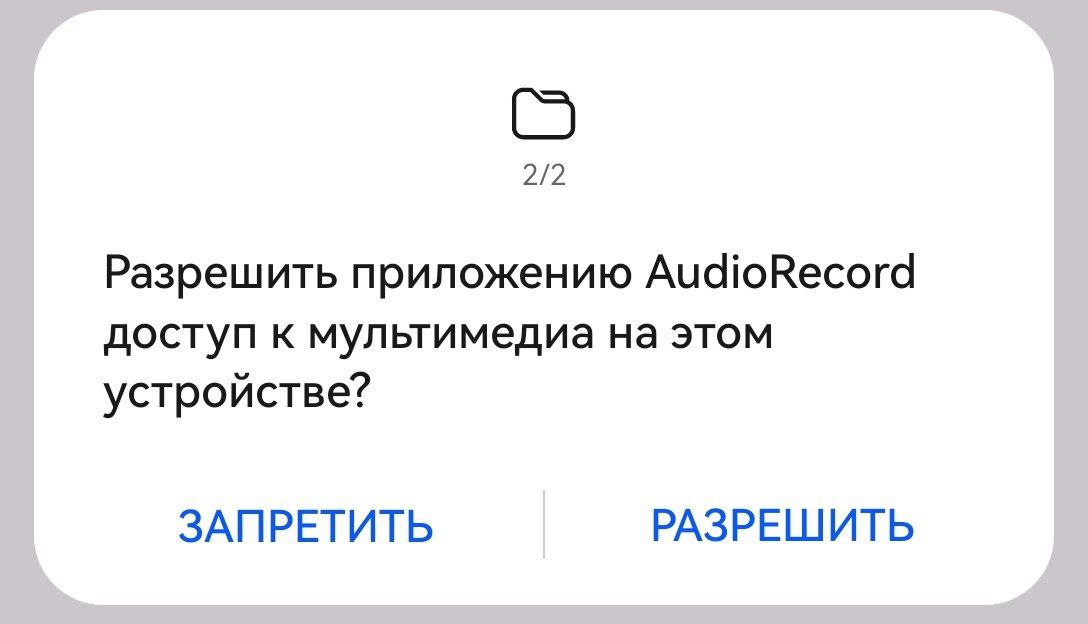 2/2
Разрешить приложению AudioRecord
доступ к мультимедиа на этом
устройстве?
ЗАПРЕТИТЬ
РАЗРЕШИТЬ